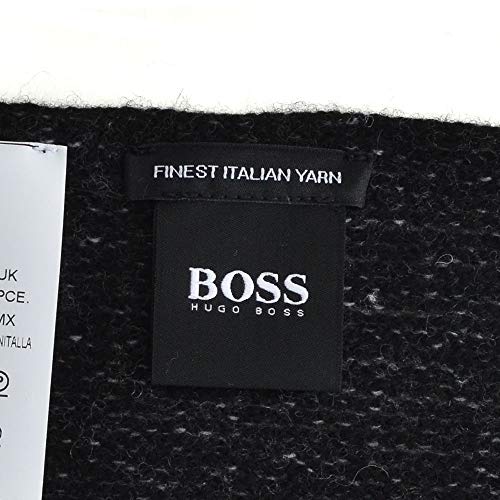 FINEST ITALIAN YARN
BOSS
HUGO BOSS
UK
PCE.
MX
NITALLA
P